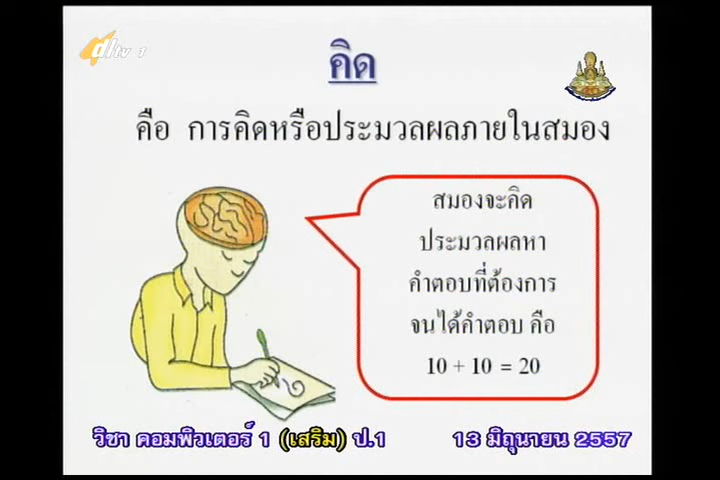 dltv 1
คิด
คือ การคิดหรือประมวลผลภายในสมอง
สมองจะคิด
ประมวลผลหา
คำตอบที่ต้องการ
จนได้คำตอบ คือ
10 + 10 = 20
วิชา คอมพิวเตอร์ 1 (เสริม) ป.1
13 มิถุนายน 2557